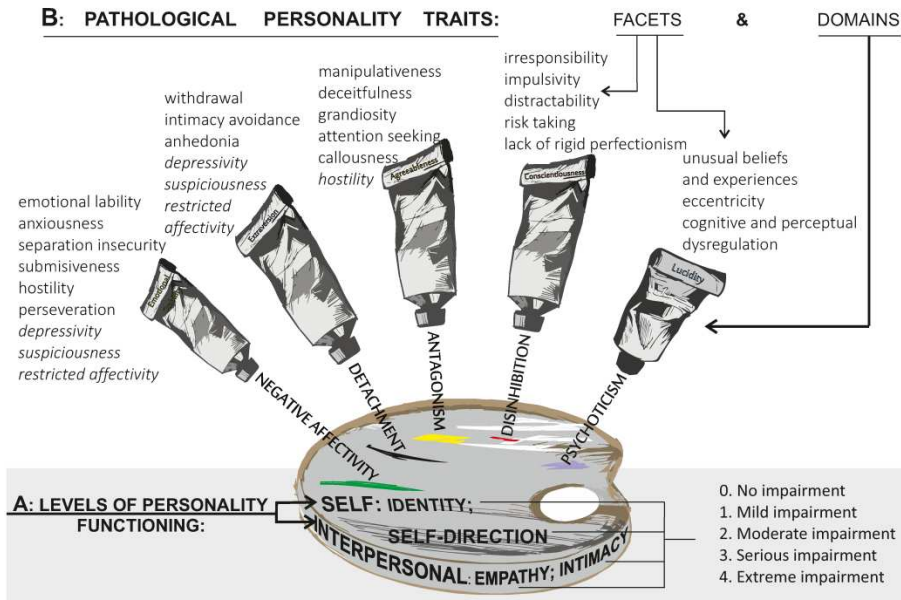 B: PATHOLOGICAL PERSONALITY TRAITS: FACETS & DOMAINS
emotional lability
anxiousness
separation insecurity
submisiveness
hostility
perseveration
depressivity
suspiciousness
restricted affectivity
withdrawal
intimacy avoidance
anhedonia
depressivity
suspiciousness
restricted
affectivity
manipulativeness
deceitfulness
grandiosity
attention seeking
callousness
hostility
irresponsibility
impulsivity
distractability
risk taking
lack of rigid perfectionism
unusual beliefs
and experiences
eccentricity
cognitive and perceptual
dysregulation
Emotional
Extraversion
Agreeableness
Conscientiousness
Lucidity
NEGATIVE AFFECTIVITY
DETACHMENT
ANTAGONISM
DISINHIBITION
PSYCHOTICISM
A: LEVELS OF PERSONALITY
FUNCTIONING:
SELF: IDENTITY;
SELF-DIRECTION
INTERPERSONAL: EMPATHY; INTIMACY
0. No impairment
1. Mild impairment
2. Moderate impairment
3. Serious impairment
4. Extreme impairment